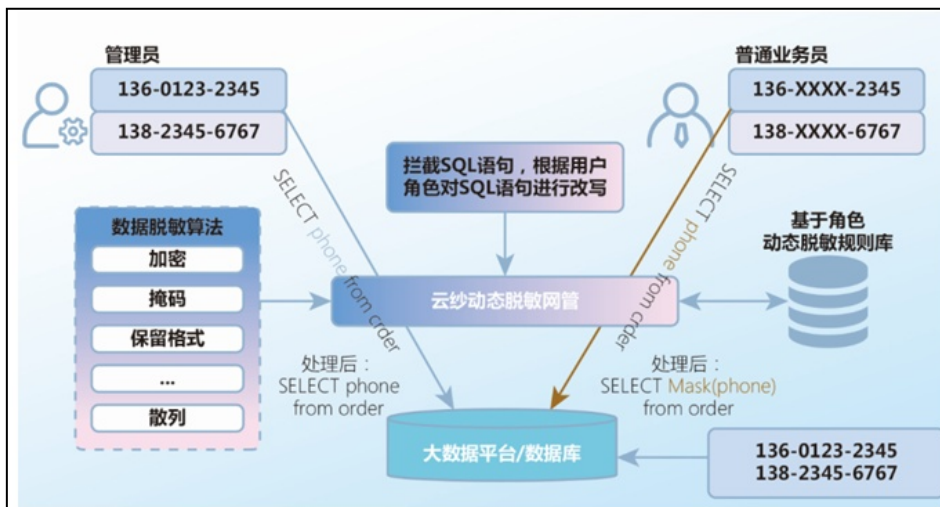 管理员
136-0123-2345
138-2345-6767
普通业务员
136-XXXX-2345
138-XXXX-6767
拦截SQL语句，根据用户
角色对SQL语句进行改写
SELECT phone from crder
SELECT phone from crder
数据脱敏算法
加密
掩码
保留格式
...
散列
云纱动态脱敏网管
基于角色
动态脱敏规则库
处理后：
SELECT phone
from order
处理后：
SELECT Mask(phone)
from order
大数据平台/数据库
136-0123-2345
138-2345-6767